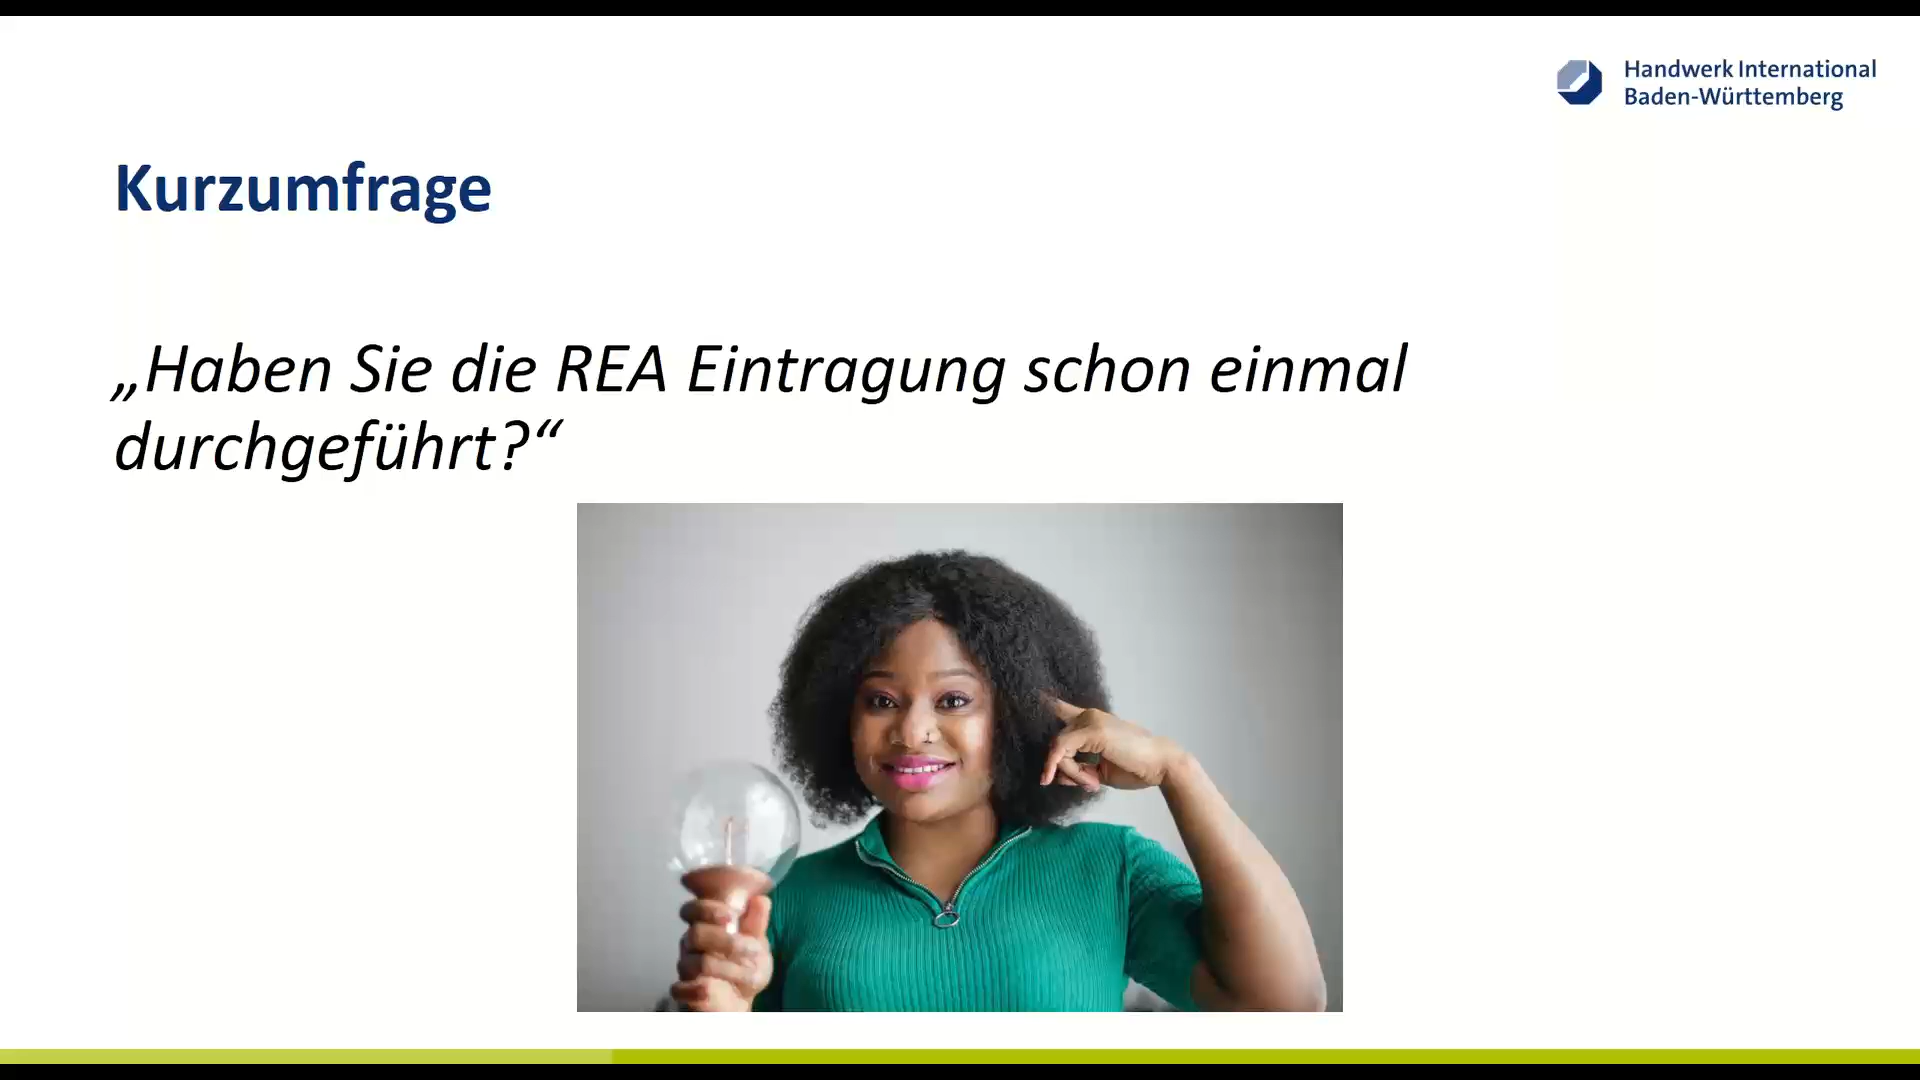 Handwerk International
Baden-Württemberg
Kurzumfrage
„Haben Sie die REA Eintragung schon einmal
durchgeführt?“